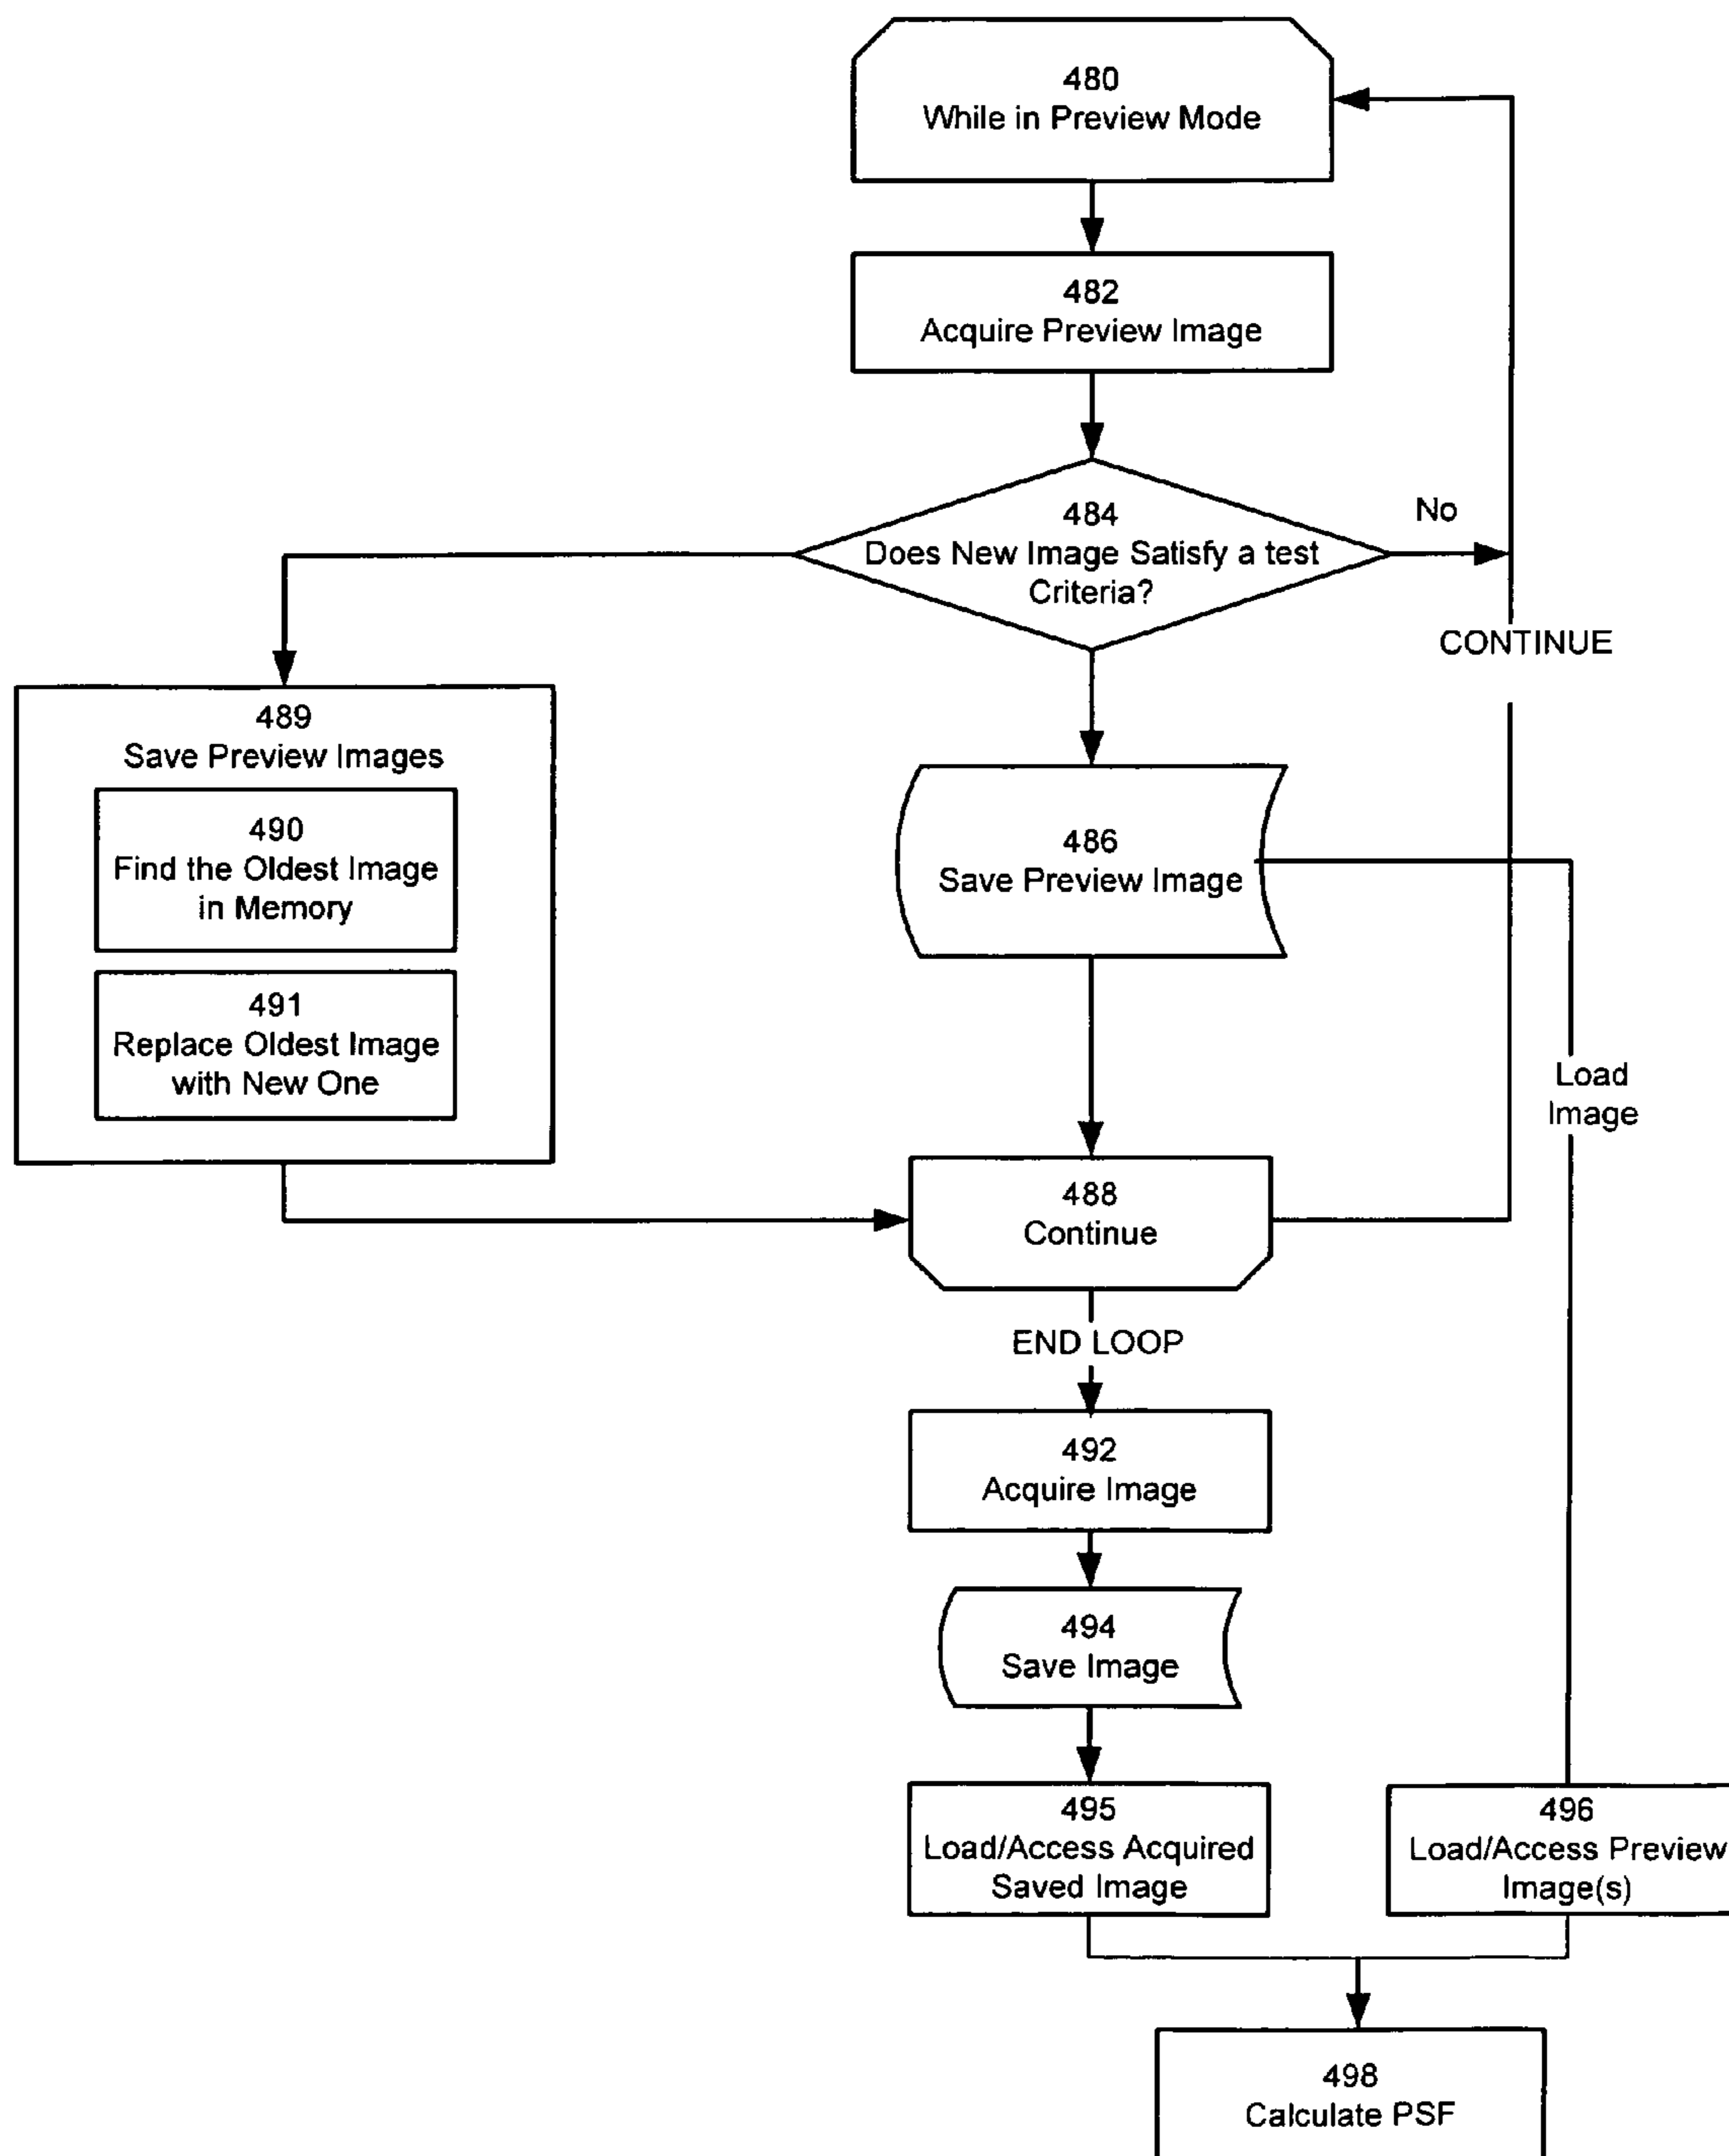 480
While in Preview Mode
482
Acquire Preview Image
484
Does New Image Satisfy a test
Criteria?
No
CONTINUE
489
Save Preview Images
490
Find the Oldest Image
in Memory
491
Replace Oldest Image
with New One
486
Save Preview Image
Load
Image
488
Continue
END LOOP
492
Acquire Image
494
Save Image
495
Load/Access Acquired
Saved Image
496
Load/Access Preview
Image(s)
498
Calculate PSF